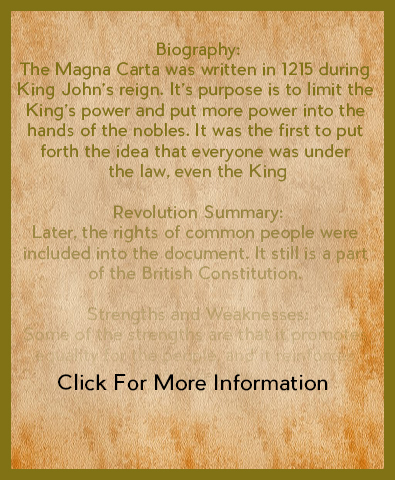 Biography:
The Magna Carta was written in 1215 during
King John's reign. It's purpose is to limit the
King's power and put more power into the
hands of the nobles. It was the first to put
forth the idea that everyone was under
the law, even the King
Revolution Summary:
Later, the rights of common people were
included into the document. It still is a part
of the British Constitution.
Strengths and Weaknesses:
Some of the strengths are that it promotes
equality for the people, and it reinforces
Click For More Information